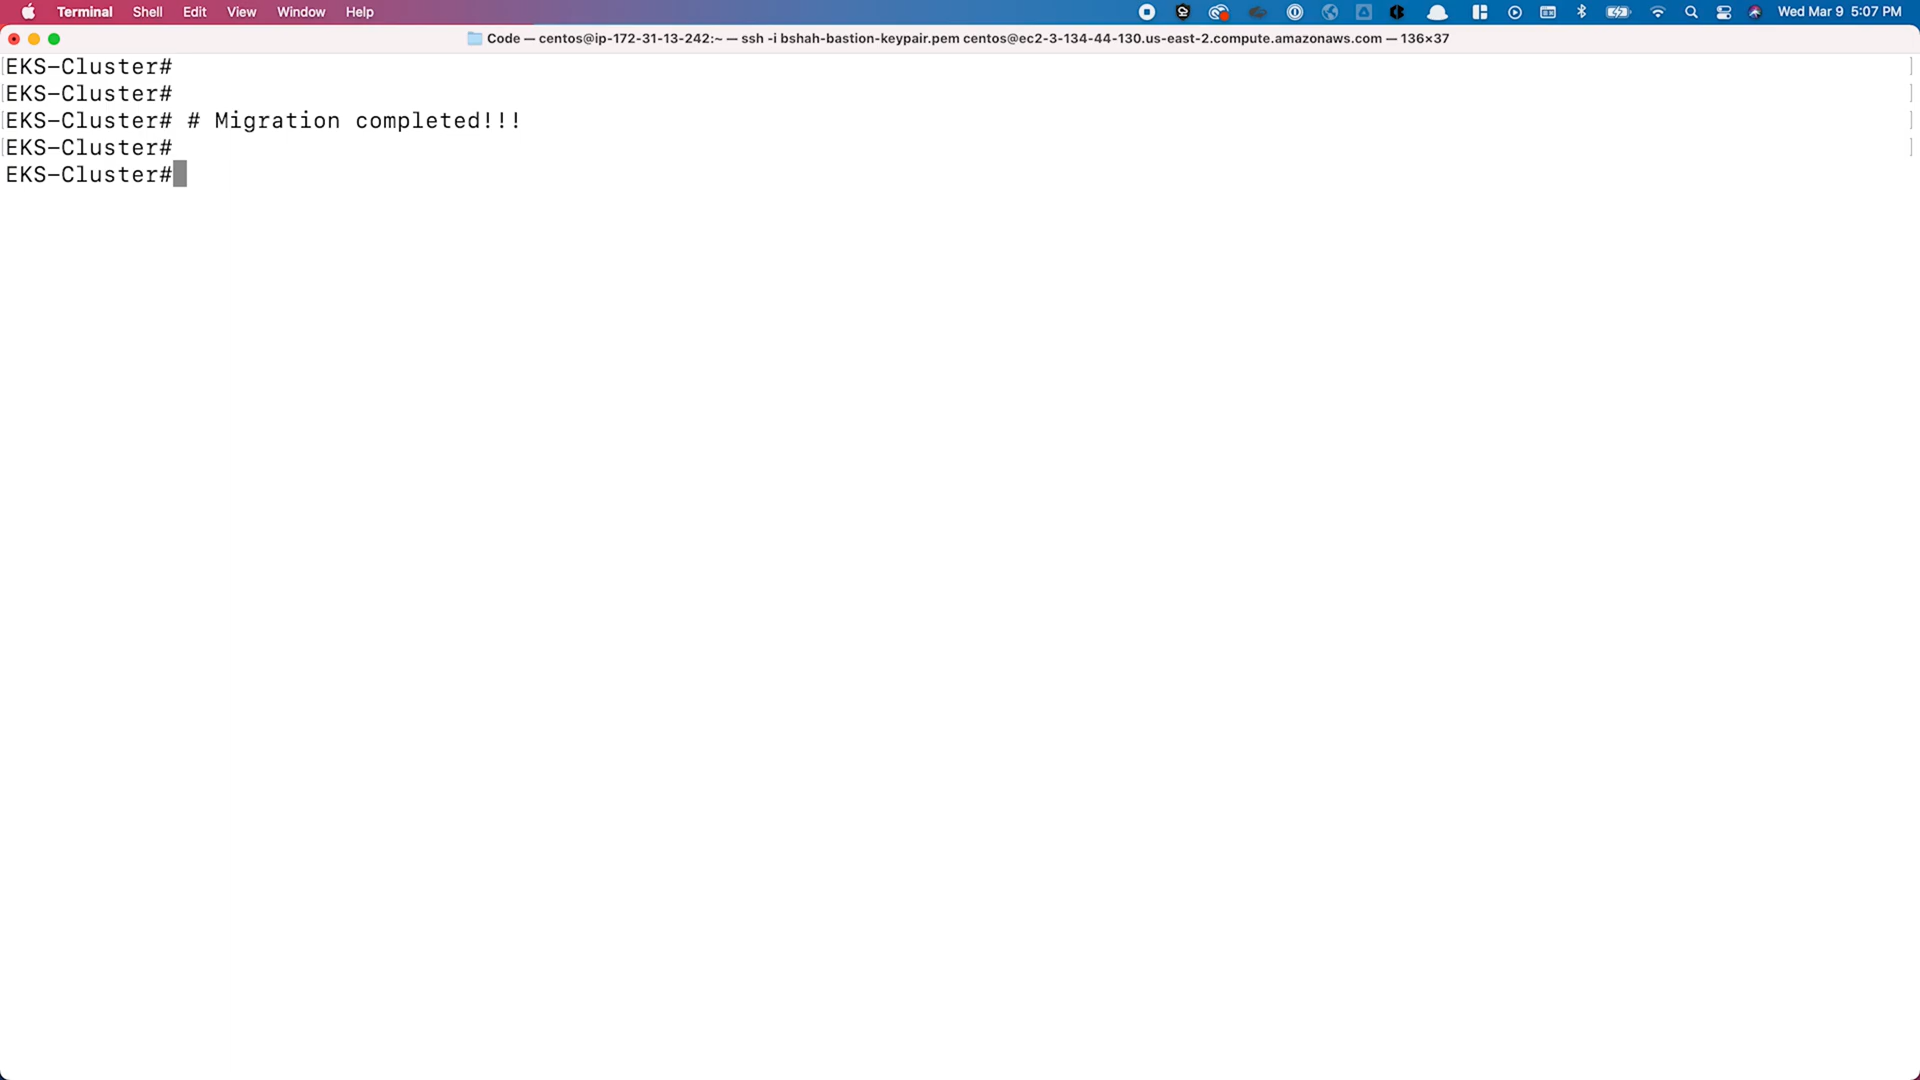 Terminal Shell Edit View Window Help Wed Mar 9 5:07 PM
Code — centos@ip-172-31-13-242:~ — ssh -i bshah-bastion-keypair.pem centos@ec2-3-134-44-130.us-east-2.compute.amazonaws.com — 136×37
[EKS-Cluster# ]
[EKS-Cluster# ]
[EKS-Cluster# # Migration completed!!! ]
[EKS-Cluster# ]
EKS-Cluster#